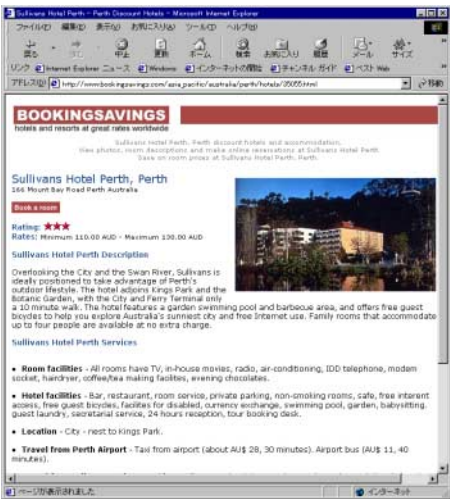 Sullivans Hotel Perth - Perth Discount Hotels - Microsoft Internet Explorer
ファイル(F) 編集(E) 表示(V) お気に入り(A) ツール(T) ヘルプ(H)
戻る 中止 更新 ホーム 検索 お気に入り 履歴 メール サイズ
リンク Internet Explorer ニュース Windows インターネットの開始 チャンネル ガイド ベスト Web
アドレス(D) http://www.bookingsavings.com/asia_pacific/australia/perth/hotels/35055.html 移動
BOOKINGSAVINGS
hotels and resorts at great rates worldwide
Sullivans Hotel Perth, Perth discount hotels and accommodation.
View photos, room descriptions and make online reservations at Sullivans Hotel Perth.
Save on room prices at Sullivans Hotel Perth, Perth.
Sullivans Hotel Perth, Perth
166 Mount Bay Road Perth Australia
Book a room
Rating: ★★★
Rates: Minimum 110.00 AUD - Maximum 130.00 AUD
Sullivans Hotel Perth Description
Overlooking the City and the Swan River, Sullivans is
ideally positioned to take advantage of Perth's
outdoor lifestyle. The hotel adjoins Kings Park and the
Botanic Garden, with the City and Ferry Terminal only
a 10 minute walk. The hotel features a garden swimming pool and barbecue area, and offers free guest
bicycles to help you explore Australia's sunniest city and free Internet use. Family rooms that accommodate
up to four people are available at no extra charge.
Sullivans Hotel Perth Services
• Room facilities - All rooms have TV, in-house movies, radio, air-conditioning, IDD telephone, modem
socket, hairdryer, coffee/tea making facilites, evening chocolates.
• Hotel facilities - Bar, restaurant, room service, private parking, non-smoking rooms, safe, free interent
access, free guest bicycles, facilites for disabled, currency exchange, swimming pool, garden, babysitting,
guest laundry, secretarial service, 24 hours reception, tour booking desk.
• Location - City - nest to Kings Park.
• Travel from Perth Airport - Taxi from airport (about AU$ 28, 30 minutes). Airport bus (AU$ 11, 40
minutes).
ページが表示されました インターネット